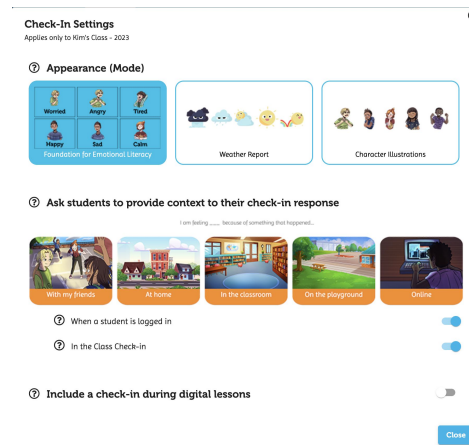 Check-In Settings
Applies only to Kim's Class - 2023
Appearance (Mode)
Worried Angry Tired
Happy Sad Calm
Foundation for Emotional Literacy
Weather Report
Character Illustrations
Ask students to provide context to their check-in response
I am feeling ____ because of something that happened...
With my friends
At home
In the classroom
On the playground
Online
When a student is logged in
In the Class Check-in
Include a check-in during digital lessons
Close